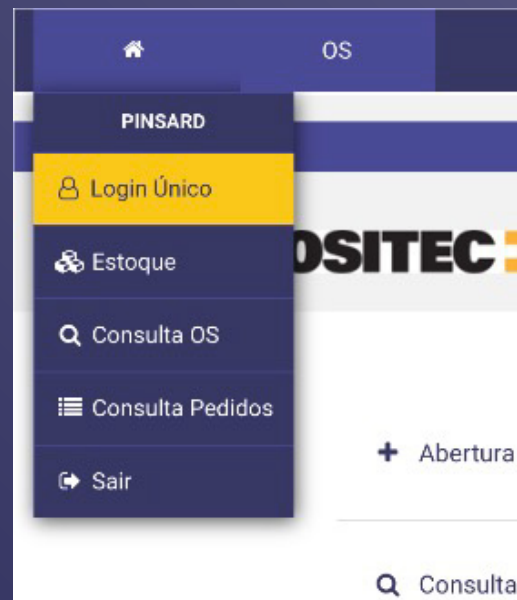 OS
PINSARD
Login Único
OSITEC
Estoque
Consulta OS
Consulta Pedidos
Abertura
Sair
Consulta